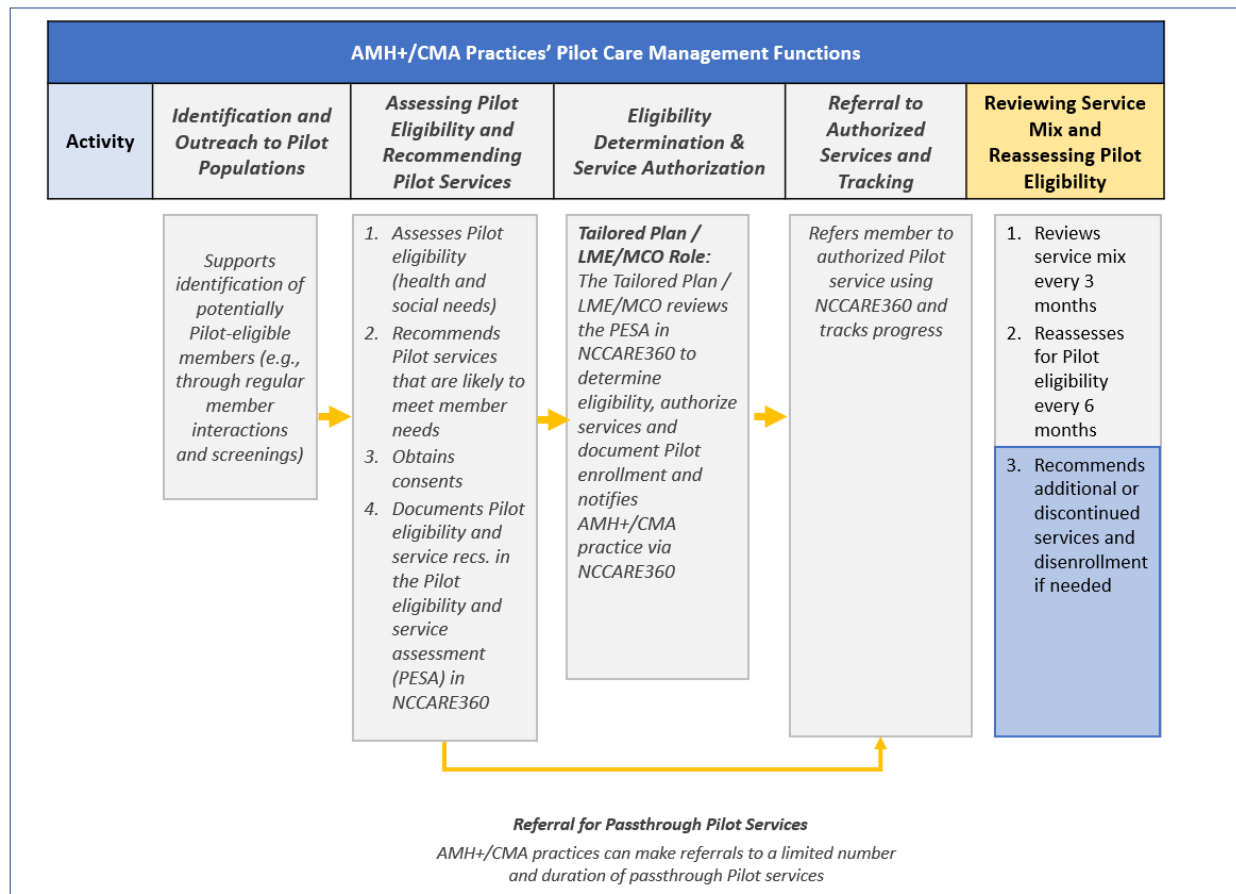 AMH+/CMA Practices’ Pilot Care Management Functions
Activity
Identification and
Outreach to Pilot
Populations
Assessing Pilot
Eligibility and
Recommending
Pilot Services
Eligibility
Determination &
Service Authorization
Referral to
Authorized
Services and
Tracking
Reviewing Service
Mix and
Reassessing Pilot
Eligibility
Supports
identification of
potentially
Pilot-eligible
members (e.g.,
through regular
member
interactions
and screenings)
1. Assesses Pilot
eligibility
(health and
social needs)
2. Recommends
Pilot services
that are likely to
meet member
needs
3. Obtains
consents
4. Documents Pilot
eligibility and
service recs. in
the Pilot
eligibility and
service
assessment
(PESA) in
NCCARE360
Tailored Plan /
LME/MCO Role:
The Tailored Plan /
LME/MCO reviews
the PESA in
NCCARE360 to
determine
eligibility, authorize
services and
document Pilot
enrollment and
notifies
AMH+/CMA
practice via
NCCARE360
Refers member to
authorized Pilot
service using
NCCARE360 and
tracks progress
1. Reviews
service mix
every 3
months
2. Reassesses
for Pilot
eligibility
every 6
months
3. Recommends
additional or
discontinued
services and
disenrollment
if needed
Referral for Passthrough Pilot Services
AMH+/CMA practices can make referrals to a limited number
and duration of passthrough Pilot services